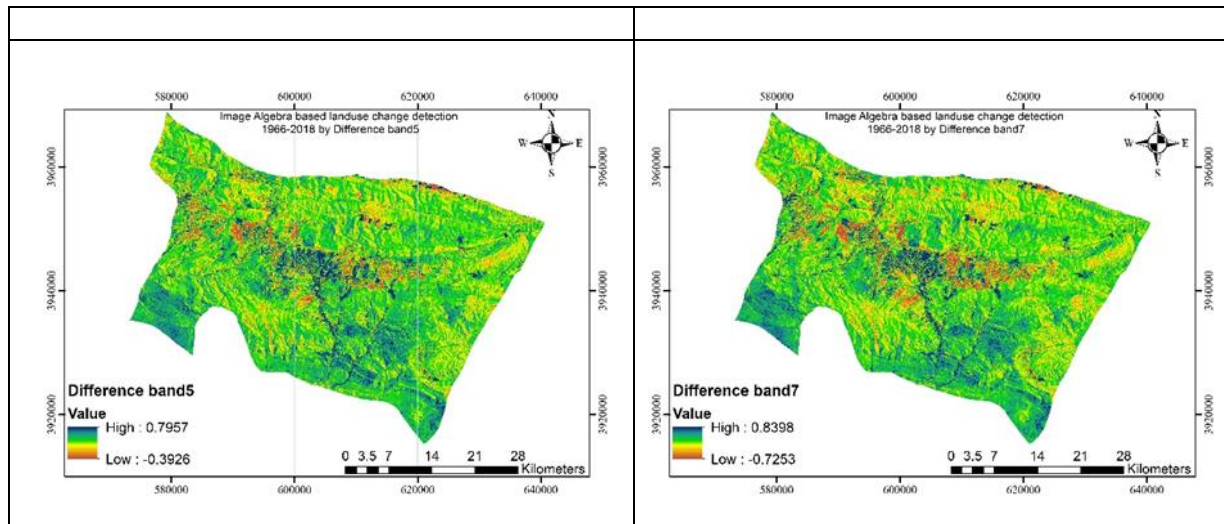 580000 600000 620000 640000
Image Algebra based landuse change detection
1966-2018 by Difference band5
N
W E
S
3960000 3960000
3940000 3940000
3920000 3920000
Difference band5
Value
High : 0.7957
Low : -0.3926
0 3.5 7 14 21 28
Kilometers
580000 600000 620000 640000
580000 600000 620000 640000
Image Algebra based landuse change detection
1966-2018 by Difference band7
N
W E
S
3960000 3960000
3940000 3940000
3920000 3920000
Difference band7
Value
High : 0.8398
Low : -0.7253
0 3.5 7 14 21 28
Kilometers
580000 600000 620000 640000